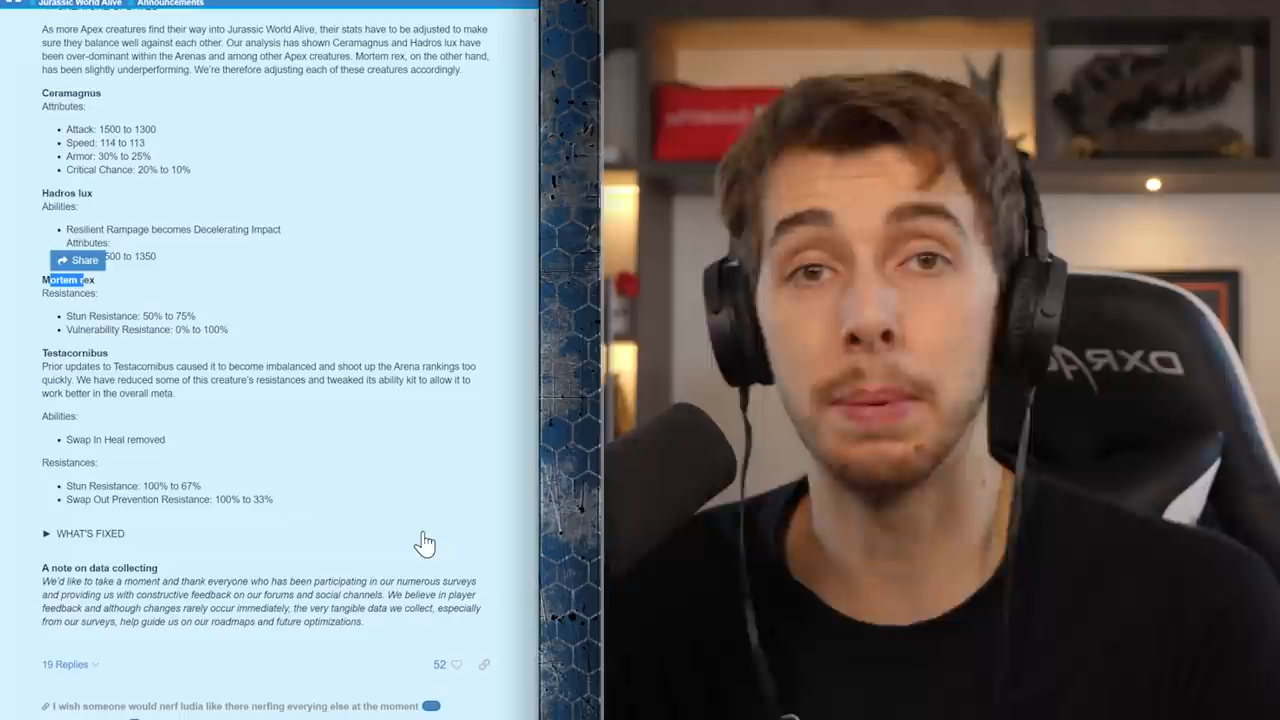 Jurassic World Alive Announcements
As more Apex creatures find their way into Jurassic World Alive, their stats have to be adjusted to make
sure they balance well against each other. Our analysis has shown Ceramagnus and Hadros lux have
been over-dominant within the Arenas and among other Apex creatures. Mortem rex, on the other hand,
has been slightly underperforming. We're therefore adjusting each of these creatures accordingly.
Ceramagnus
Attributes:
• Attack: 1500 to 1300
• Speed: 114 to 113
• Armor: 30% to 25%
• Critical Chance: 20% to 10%
Hadros lux
Abilities:
• Resilient Rampage becomes Decelerating Impact
Attributes:
500 to 1350
Share
Mortem rex
Resistances:
• Stun Resistance: 50% to 75%
• Vulnerability Resistance: 0% to 100%
Testacornibus
Prior updates to Testacornibus caused it to become imbalanced and shoot up the Arena rankings too
quickly. We have reduced some of this creature's resistances and tweaked its ability kit to allow it to
work better in the overall meta.
Abilities:
• Swap In Heal removed
Resistances:
• Stun Resistance: 100% to 67%
• Swap Out Prevention Resistance: 100% to 33%
► WHAT'S FIXED
A note on data collecting
We'd like to take a moment and thank everyone who has been participating in our numerous surveys
and providing us with constructive feedback on our forums and social channels. We believe in player
feedback and although changes rarely occur immediately, the very tangible data we collect, especially
from our surveys, help guide us on our roadmaps and future optimizations.
19 Replies
52
I wish someone would nerf ludia like there nerfing everying else at the moment